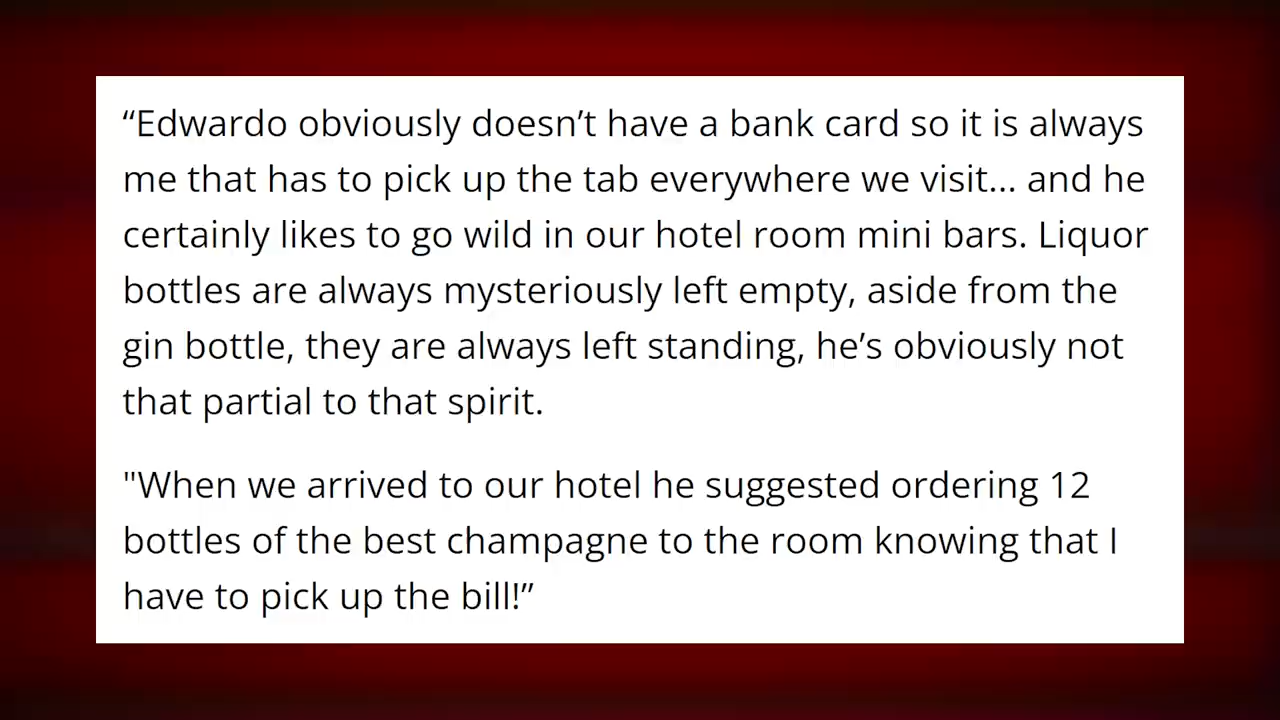 “Edwardo obviously doesn’t have a bank card so it is always
me that has to pick up the tab everywhere we visit... and he
certainly likes to go wild in our hotel room mini bars. Liquor
bottles are always mysteriously left empty, aside from the
gin bottle, they are always left standing, he’s obviously not
that partial to that spirit.
"When we arrived to our hotel he suggested ordering 12
bottles of the best champagne to the room knowing that I
have to pick up the bill!”